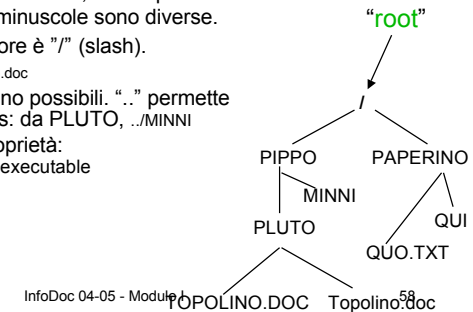 minuscole sono diverse.
ore è ”/” (slash).
.doc
no possibili. “..” permette
s: da PLUTO, ../MINNI
oprietà:
executable
“root”
/
PIPPO PAPERINO
MINNI
PLUTO
QUI
QUO.TXT
TOPOLINO.DOC Topolino.doc
InfoDoc 04-05 - Modulo I
58